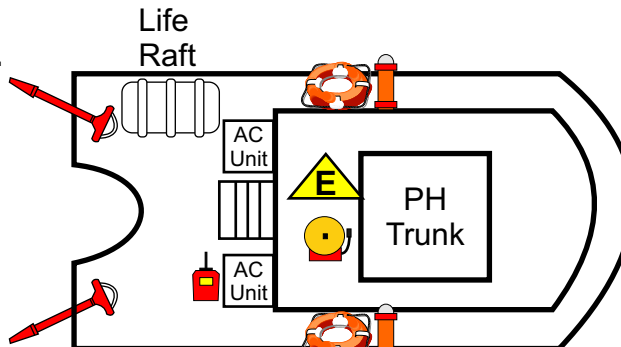 Life
Raft
AC
Unit
E
PH
Trunk
AC
Unit